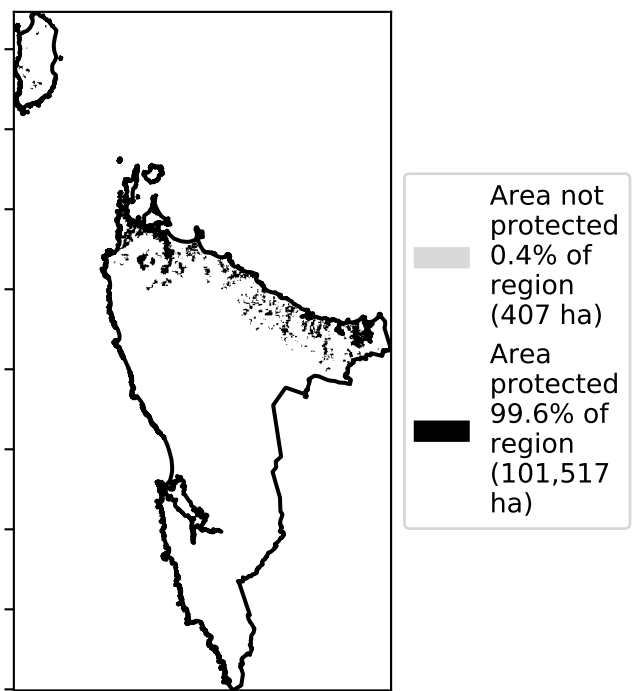 Area not
protected
0.4% of
region
(407 ha)
Area
protected
99.6% of
region
(101,517
ha)